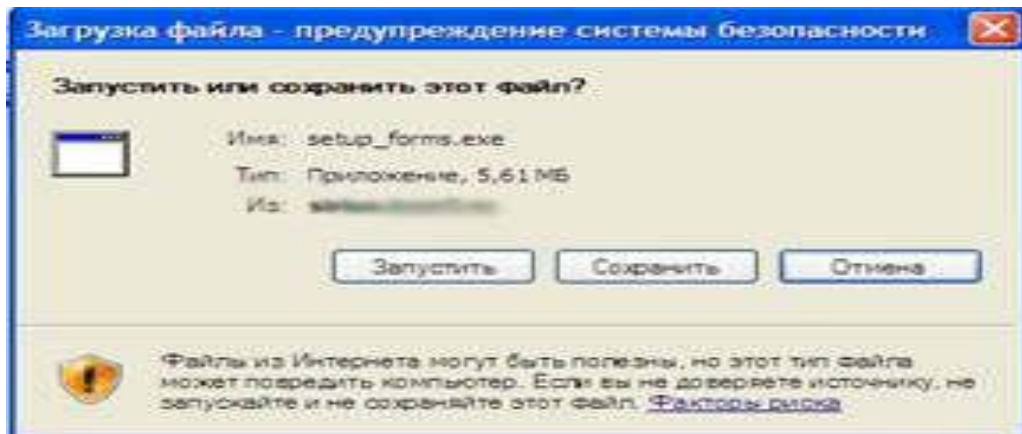 Загрузка файла - предупреждение системы безопасности
Запустить или сохранить этот файл?
Имя: setup_forms.exe
Тип: Приложение, 5,61 МБ
Из:
Запустить Сохранить Отмена
Файлы из Интернета могут быть полезны, но этот тип файла
может повредить компьютер. Если вы не доверяете источнику, не
запускайте и не сохраняйте этот файл. Факторы риска